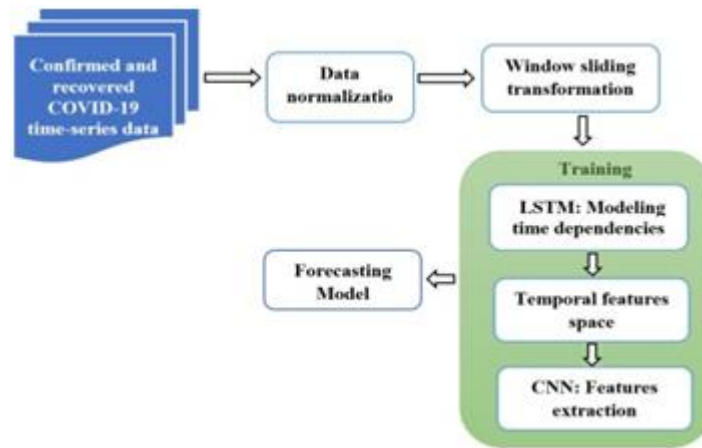 Confirmed and
recovered
COVID-19
time-series data
Data
normalizatio
Window sliding
transformation
Training
LSTM: Modeling
time dependencies
Temporal features
space
CNN: Features
extraction
Forecasting
Model